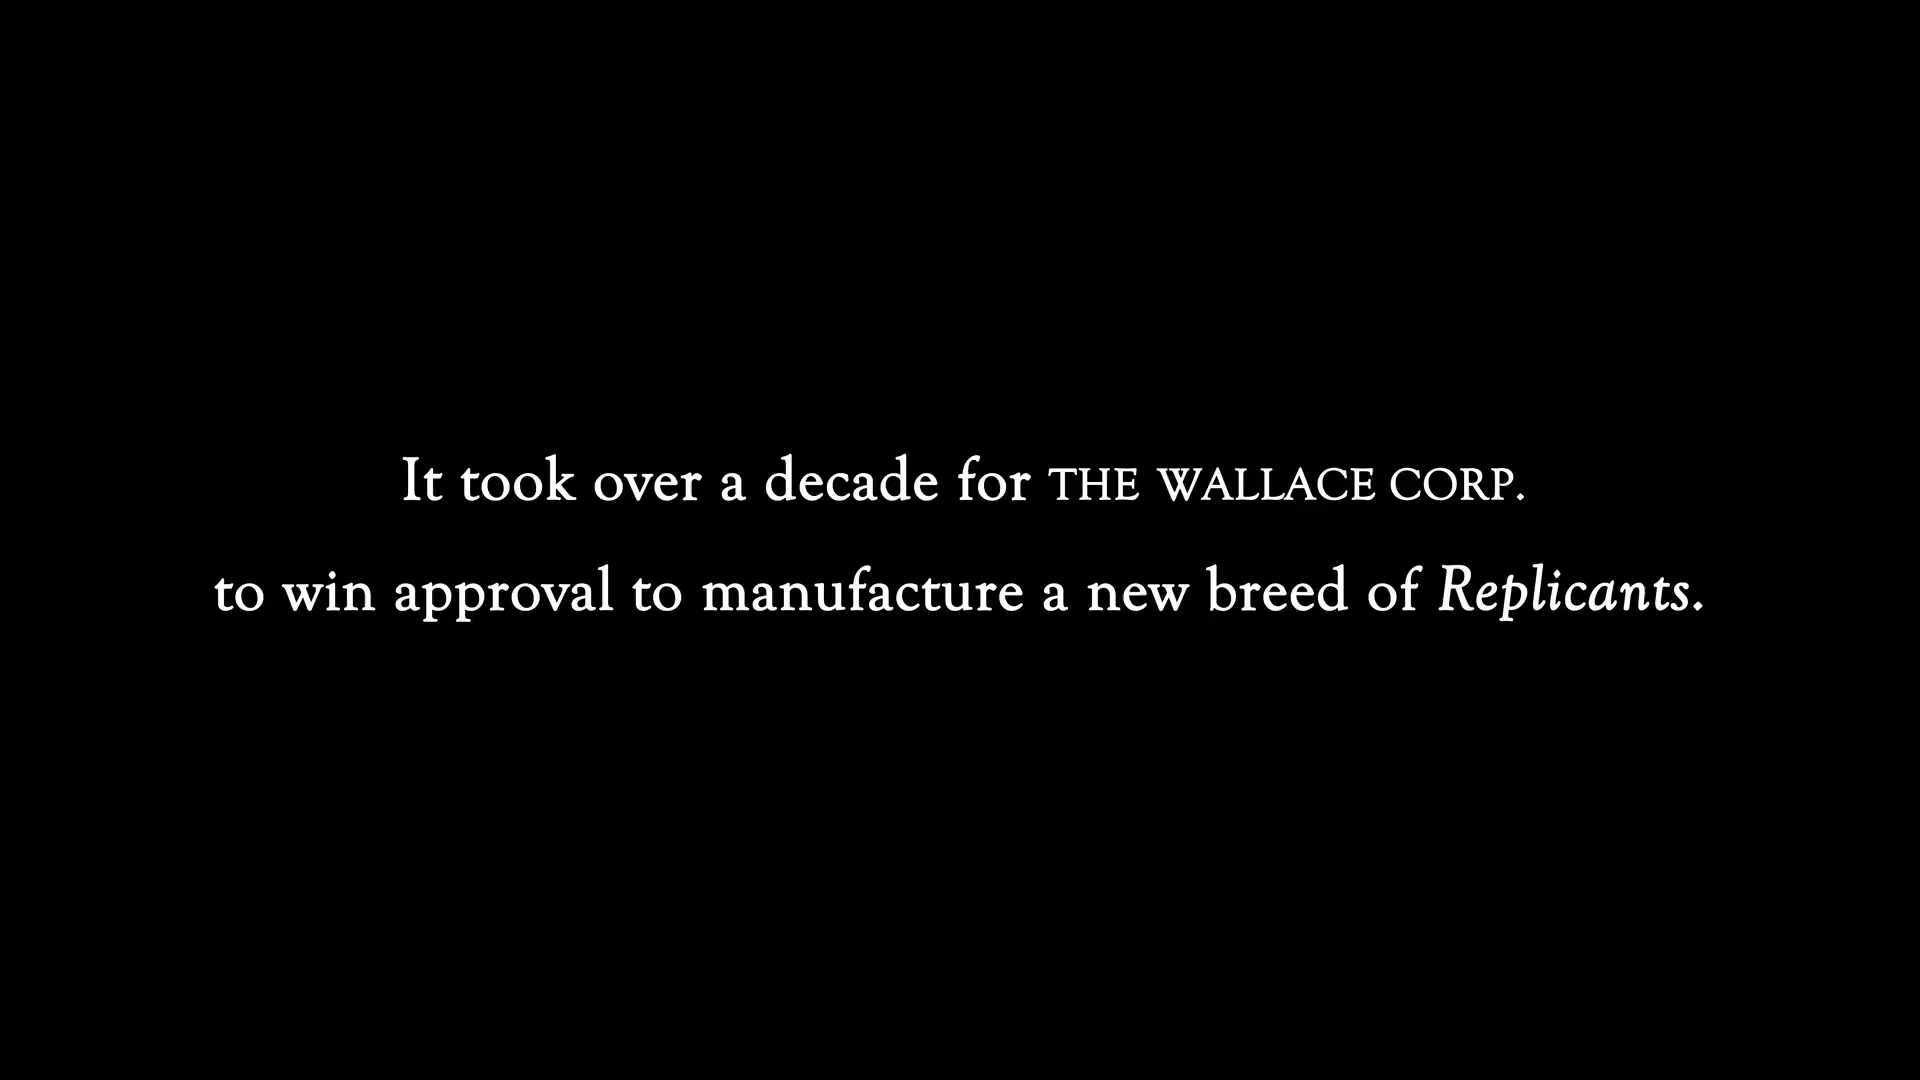 It took over a decade for THE WALLACE CORP.
to win approval to manufacture a new breed of Replicants.